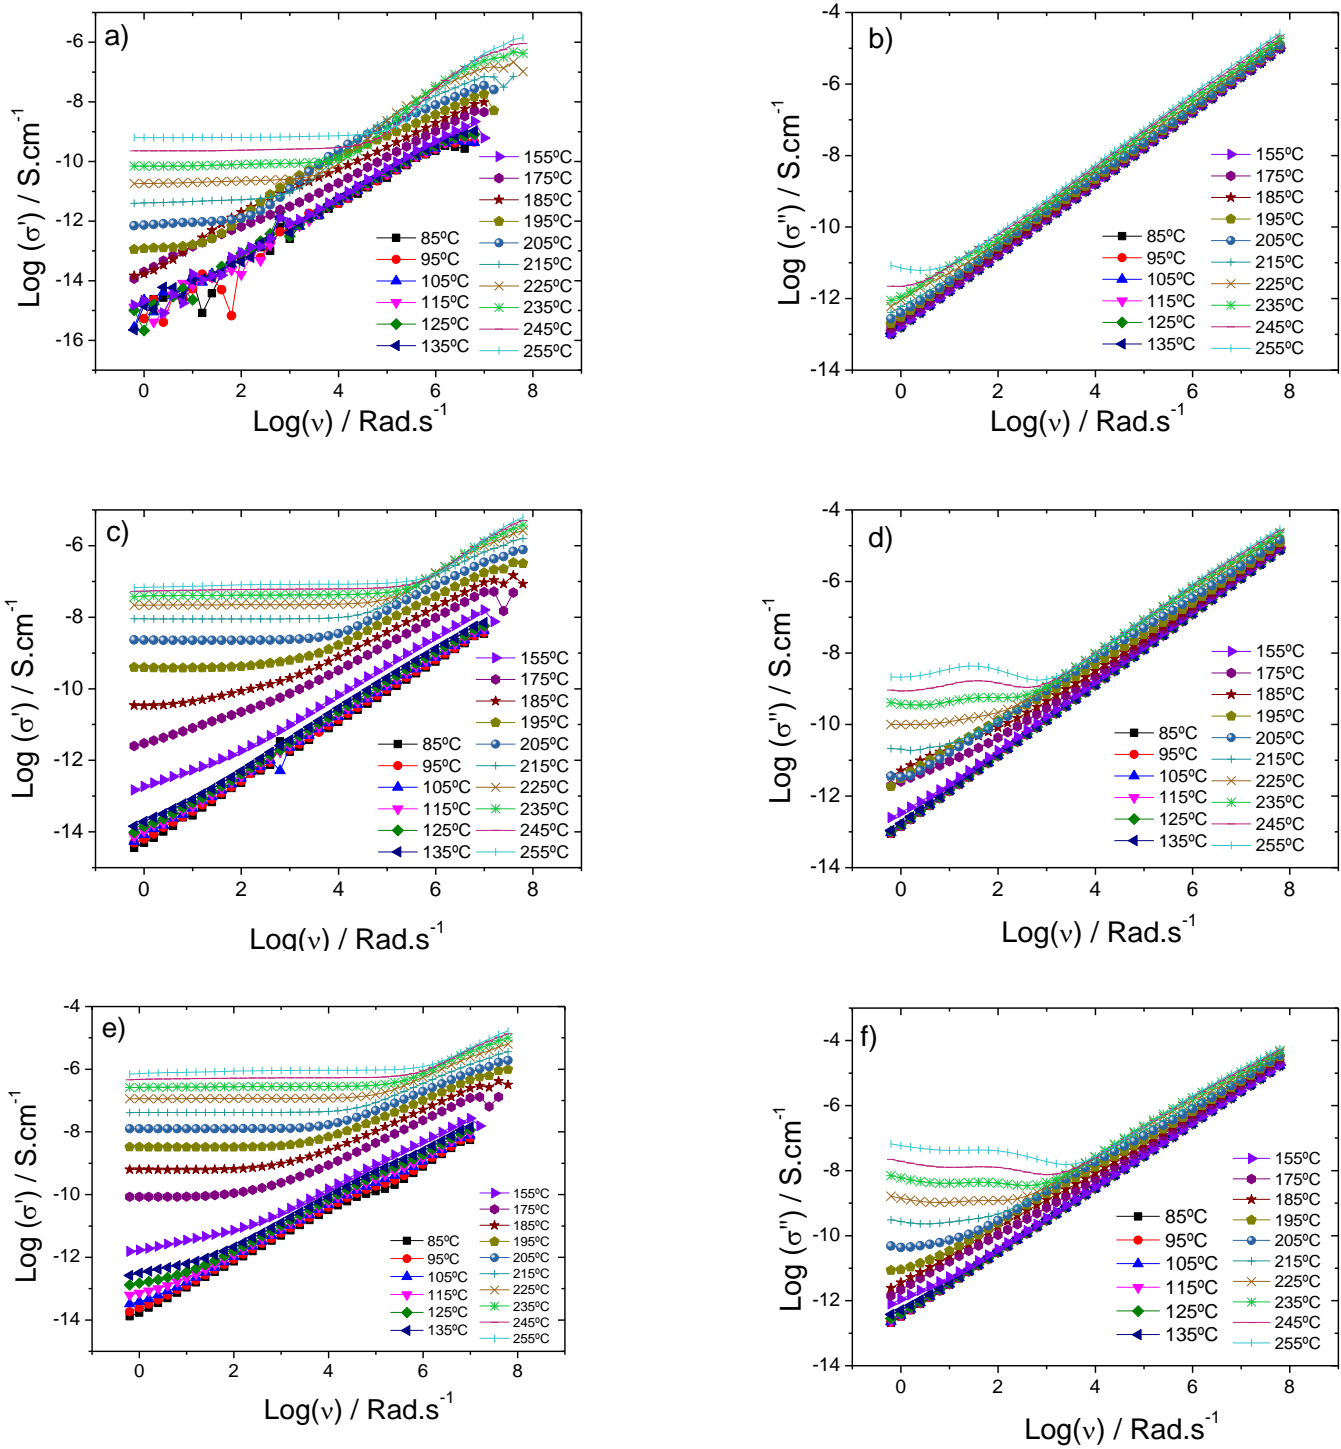 a)
Log (σ') / S.cm-1
-6
-8
-10
-12
-14
-16
0 2 4 6 8
Log(ν) / Rad.s-1
85ºC
95ºC
105ºC
115ºC
125ºC
135ºC
155ºC
175ºC
185ºC
195ºC
205ºC
215ºC
225ºC
235ºC
245ºC
255ºC
b)
Log (σ'') / S.cm-1
-4
-6
-8
-10
-12
-14
0 2 4 6 8
Log(ν) / Rad.s-1
85ºC
95ºC
105ºC
115ºC
125ºC
135ºC
155ºC
175ºC
185ºC
195ºC
205ºC
215ºC
225ºC
235ºC
245ºC
255ºC
c)
Log (σ') / S.cm-1
-6
-8
-10
-12
-14
0 2 4 6 8
Log(ν) / Rad.s-1
85ºC
95ºC
105ºC
115ºC
125ºC
135ºC
155ºC
175ºC
185ºC
195ºC
205ºC
215ºC
225ºC
235ºC
245ºC
255ºC
d)
Log (σ'') / S.cm-1
-4
-6
-8
-10
-12
-14
0 2 4 6 8
Log(ν) / Rad.s-1
85ºC
95ºC
105ºC
115ºC
125ºC
135ºC
155ºC
175ºC
185ºC
195ºC
205ºC
215ºC
225ºC
235ºC
245ºC
255ºC
e)
Log (σ') / S.cm-1
-4
-6
-8
-10
-12
-14
0 2 4 6 8
Log(ν) / Rad.s-1
85ºC
95ºC
105ºC
115ºC
125ºC
135ºC
155ºC
175ºC
185ºC
195ºC
205ºC
215ºC
225ºC
235ºC
245ºC
255ºC
f)
Log (σ'') / S.cm-1
-4
-6
-8
-10
-12
-14
0 2 4 6 8
Log(ν) / Rad.s-1
85ºC
95ºC
105ºC
115ºC
125ºC
135ºC
155ºC
175ºC
185ºC
195ºC
205ºC
215ºC
225ºC
235ºC
245ºC
255ºC